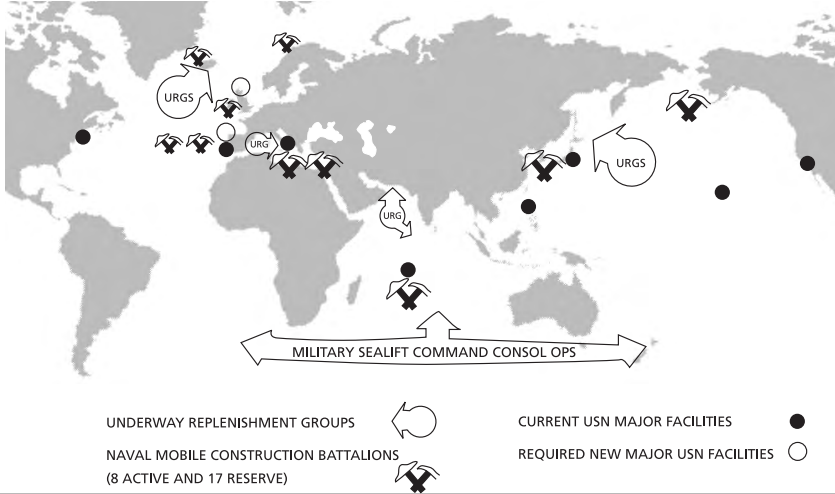 URGS
URG
URG
URGS
MILITARY SEALIFT COMMAND CONSOL OPS
UNDERWAY REPLENISHMENT GROUPS
CURRENT USN MAJOR FACILITIES
NAVAL MOBILE CONSTRUCTION BATTALIONS
(8 ACTIVE AND 17 RESERVE)
REQUIRED NEW MAJOR USN FACILITIES